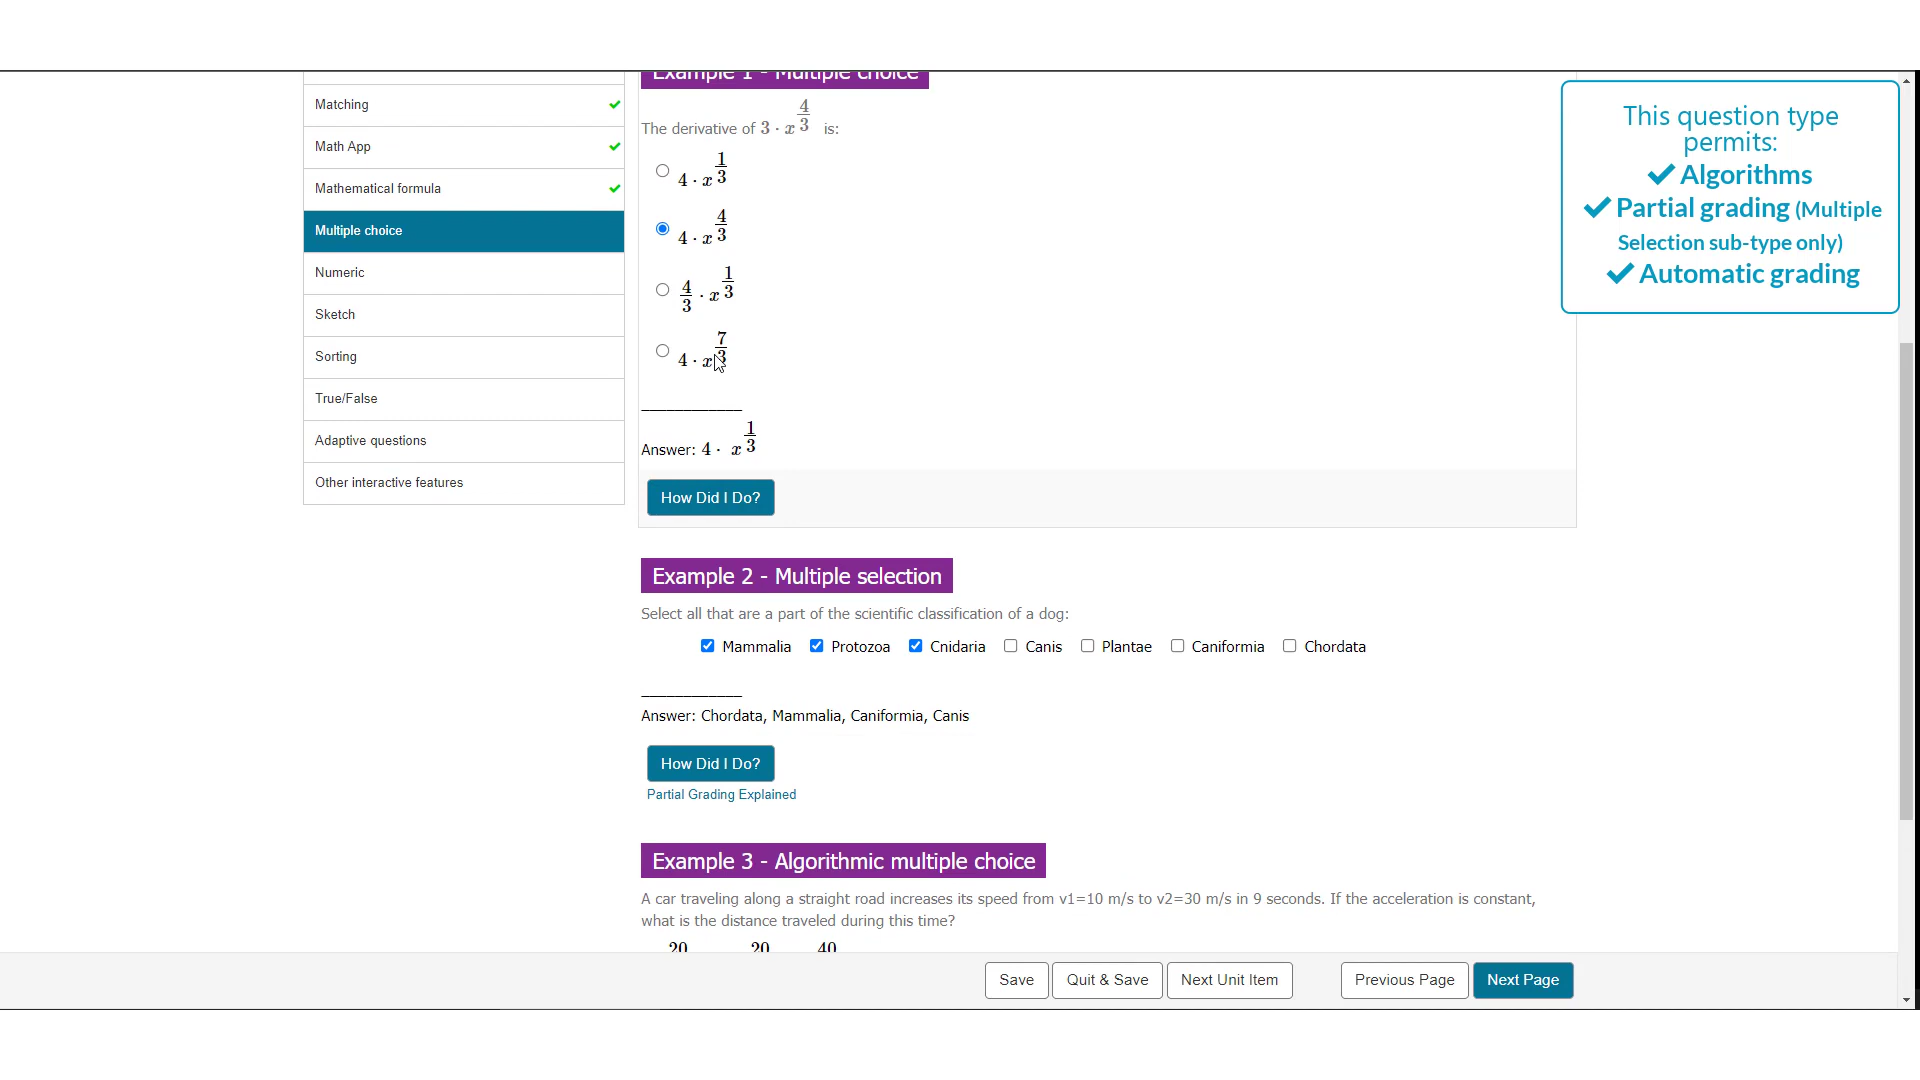 Example 1 - Multiple choice
Matching
Math App
Mathematical formula
Multiple choice
Numeric
Sketch
Sorting
True/False
Adaptive questions
Other interactive features
The derivative of 3 · x^(4/3) is:
4 · x^(1/3)
4 · x^(4/3)
4/3 · x^(1/3)
4 · x^(7/3)
____________
Answer: 4 · x^(1/3)
How Did I Do?
Example 2 - Multiple selection
Select all that are a part of the scientific classification of a dog:
Mammalia Protozoa Cnidaria Canis Plantae Caniformia Chordata
____________
Answer: Chordata, Mammalia, Caniformia, Canis
How Did I Do?
Partial Grading Explained
Example 3 - Algorithmic multiple choice
A car traveling along a straight road increases its speed from v1=10 m/s to v2=30 m/s in 9 seconds. If the acceleration is constant,
what is the distance traveled during this time?
20 20 40
Save Quit & Save Next Unit Item Previous Page Next Page
This question type
permits:
✔ Algorithms
✔ Partial grading (Multiple
Selection sub-type only)
✔ Automatic grading